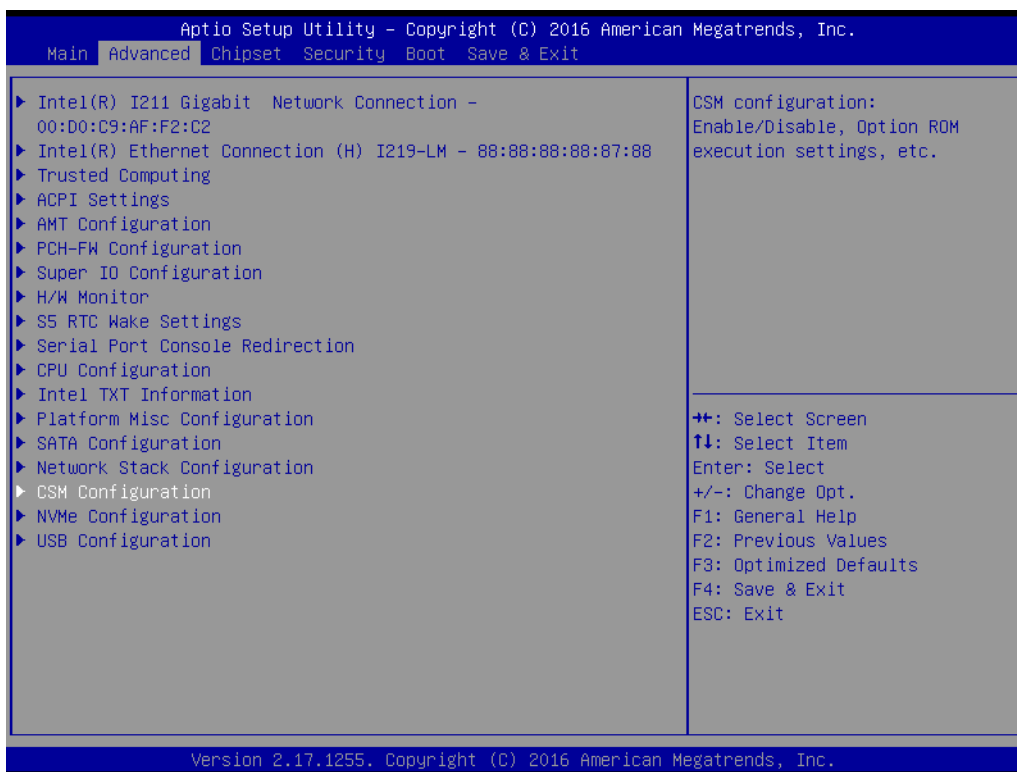 Aptio Setup Utility – Copyright (C) 2016 American Megatrends, Inc.
Main Advanced Chipset Security Boot Save & Exit
Intel(R) I211 Gigabit Network Connection –
00:D0:C9:AF:F2:C2
Intel(R) Ethernet Connection (H) I219-LM – 88:88:88:88:87:88
Trusted Computing
ACPI Settings
AMT Configuration
PCH-FW Configuration
Super IO Configuration
H/W Monitor
S5 RTC Wake Settings
Serial Port Console Redirection
CPU Configuration
Intel TXT Information
Platform Misc Configuration
SATA Configuration
Network Stack Configuration
CSM Configuration
NVMe Configuration
USB Configuration
CSM configuration:
Enable/Disable, Option ROM
execution settings, etc.
→←: Select Screen
↑↓: Select Item
Enter: Select
+/-: Change Opt.
F1: General Help
F2: Previous Values
F3: Optimized Defaults
F4: Save & Exit
ESC: Exit
Version 2.17.1255. Copyright (C) 2016 American Megatrends, Inc.